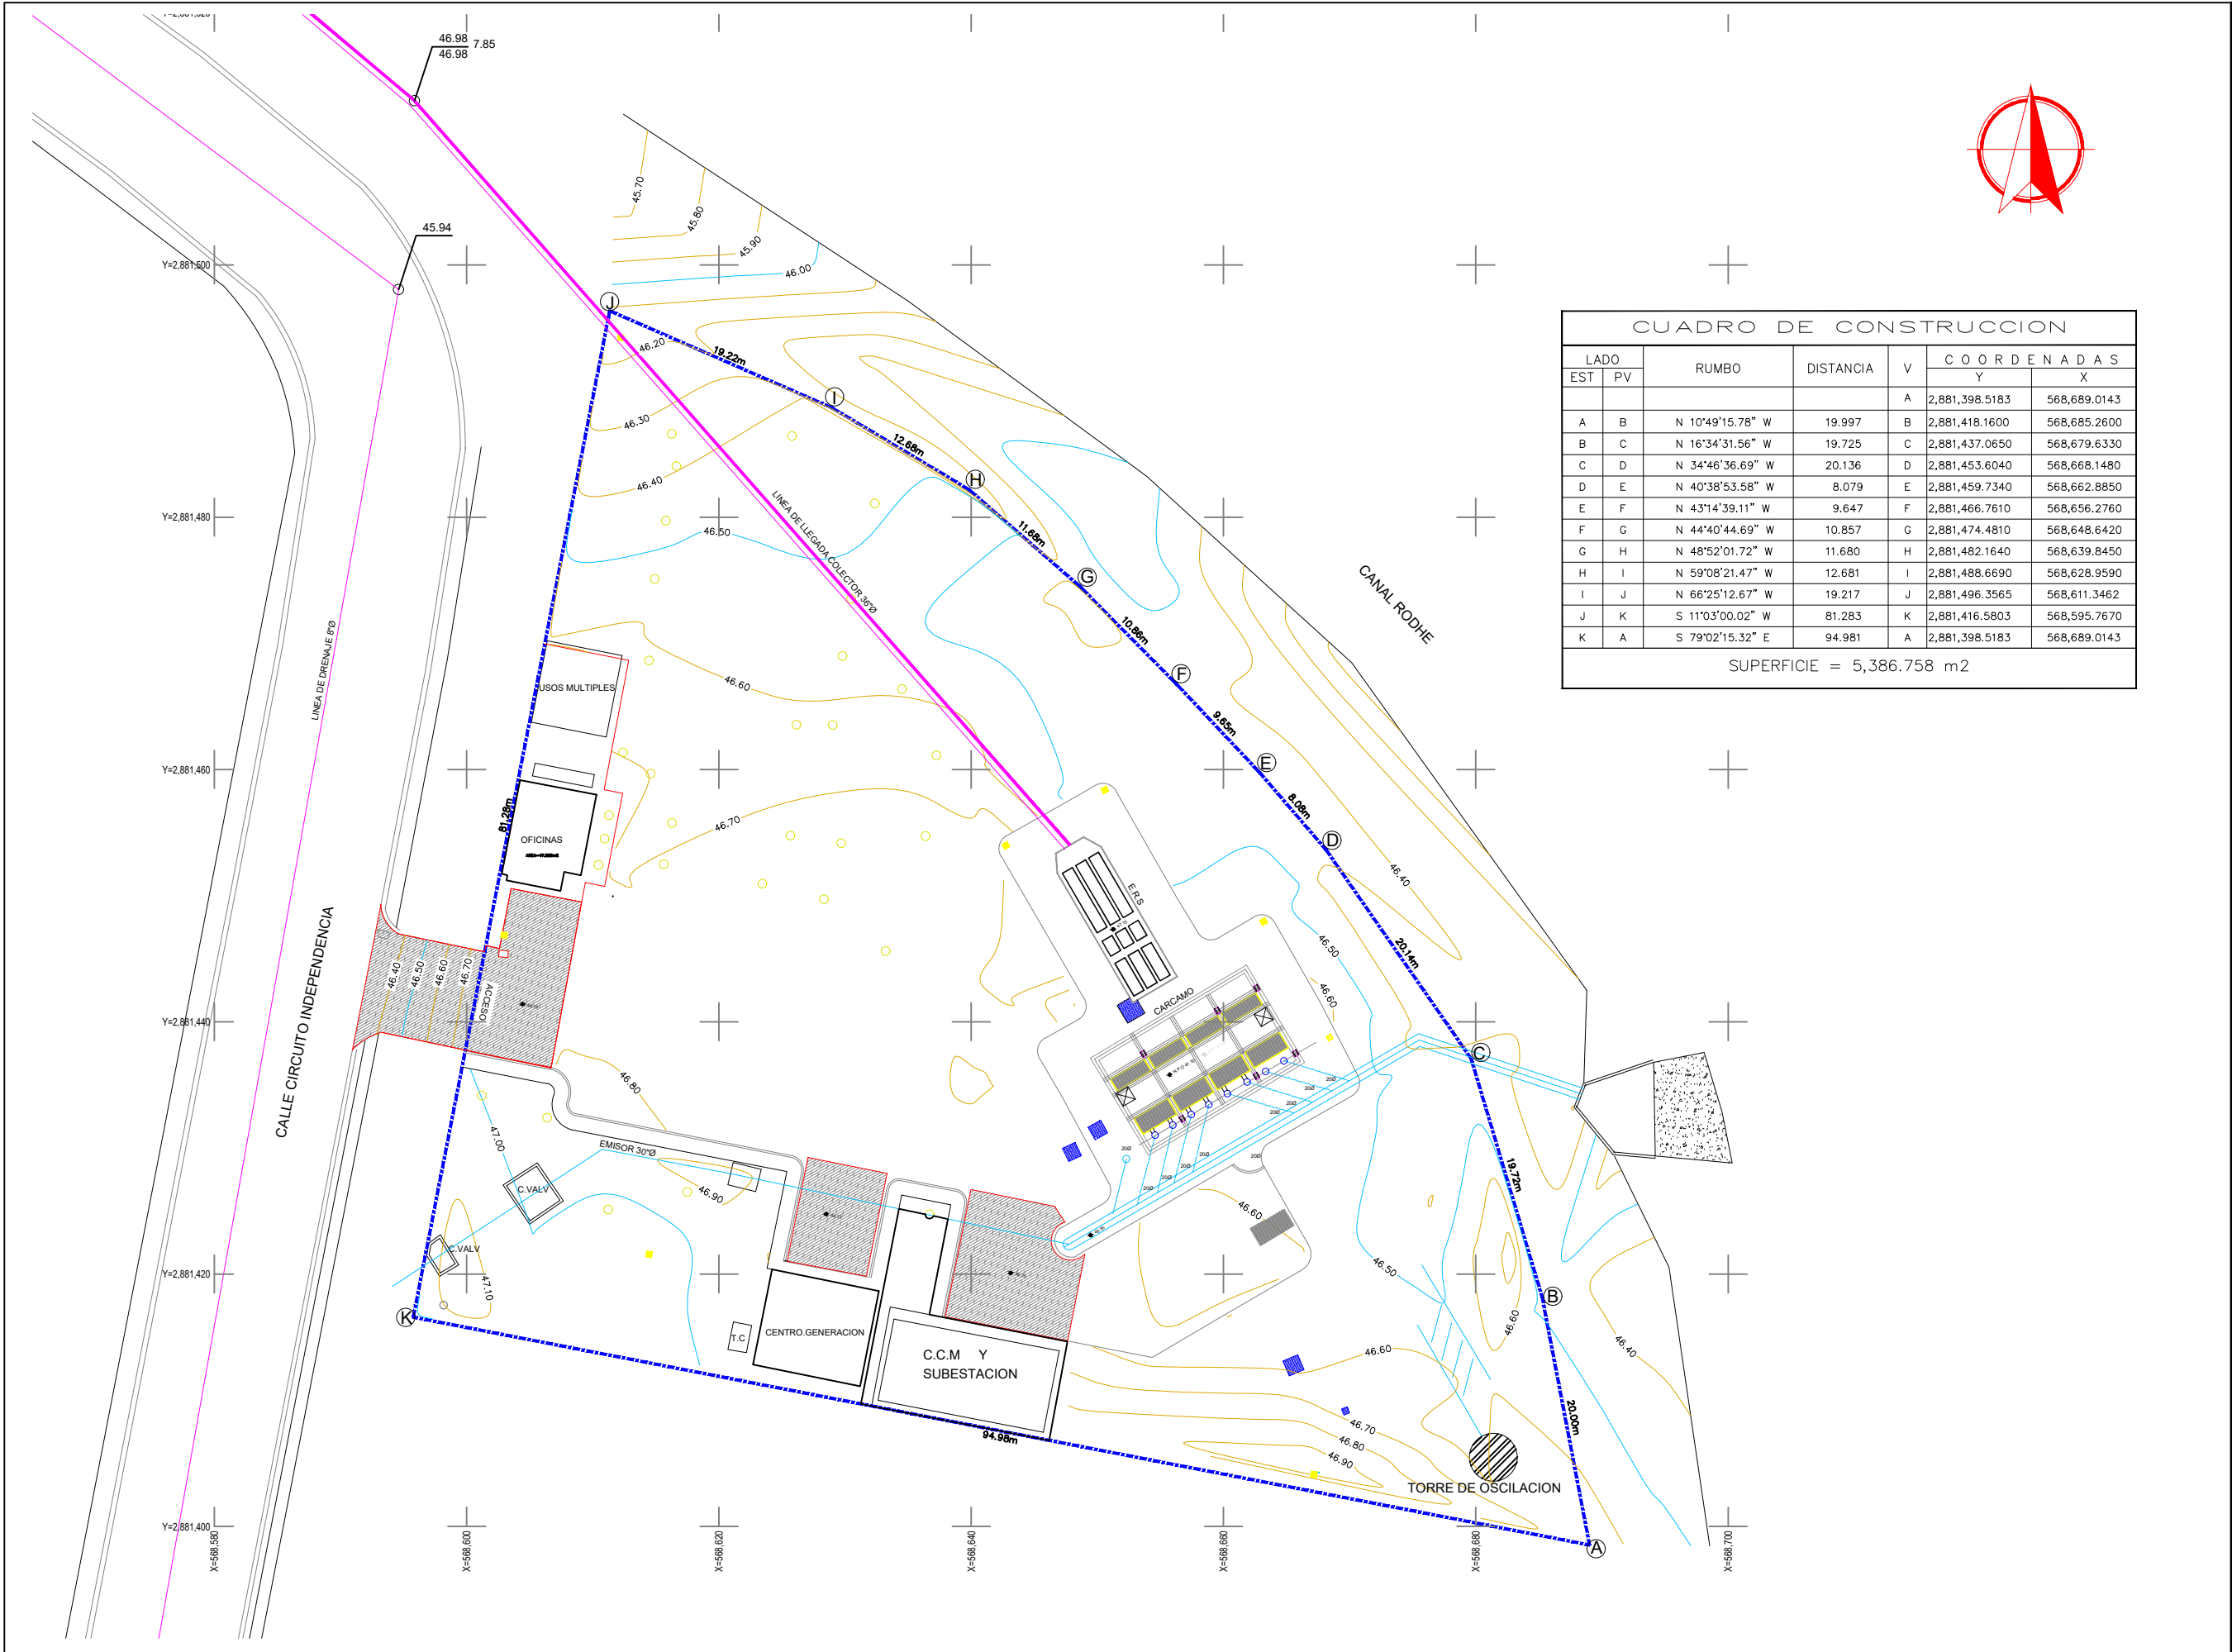 46.98
7.85
46.98
45.94
Y=2,881,500
Y=2,881,480
Y=2,881,460
Y=2,881,440
Y=2,881,420
Y=2,881,400
X=568,580
X=568,600
X=568,620
X=568,640
X=568,660
X=568,680
X=568,700
45.70
45.80
45.90
46.00
J
46.20
19.22m
I
46.30
12.68m
46.40
H
46.50
11.68m
LINEA DE LLEGADA COLECTOR 36"Ø
G
CANAL RODHE
10.86m
F
46.60
9.65m
E
8.08m
D
46.40
LINEA DE DRENAJE 8"Ø
USOS MULTIPLES
81.28m
OFICINAS
46.70
E.R.S
46.50
20.14m
46.60
CARCAMO
C
CALLE CIRCUITO INDEPENDENCIA
46.40
46.50
46.60
46.70
ACCESO
46.80
47.00
EMISOR 30"Ø
46.90
C.VALV
C.VALV
47.10
K
20Ø
20Ø
20Ø
20Ø
20Ø
20Ø
20Ø
20Ø
20Ø
20Ø
20Ø
46.60
46.50
19.72m
B
46.60
46.40
T.C
CENTRO.GENERACION
C.C.M Y
SUBESTACION
46.60
46.70
46.80
46.90
94.98m
20.00m
TORRE DE OSCILACION
A
CUADRO DE CONSTRUCCION
LADO RUMBO DISTANCIA V COORDENADAS
EST PV Y X
A 2,881,398.5183 568,689.0143
A B N 10°49'15.78" W 19.997 B 2,881,418.1600 568,685.2600
B C N 16°34'31.56" W 19.725 C 2,881,437.0650 568,679.6330
C D N 34°46'36.69" W 20.136 D 2,881,453.6040 568,668.1480
D E N 40°38'53.58" W 8.079 E 2,881,459.7340 568,662.8850
E F N 43°14'39.11" W 9.647 F 2,881,466.7610 568,656.2760
F G N 44°40'44.69" W 10.857 G 2,881,474.4810 568,648.6420
G H N 48°52'01.72" W 11.680 H 2,881,482.1640 568,639.8450
H I N 59°08'21.47" W 12.681 I 2,881,488.6690 568,628.9590
I J N 66°25'12.67" W 19.217 J 2,881,496.3565 568,611.3462
J K S 11°03'00.02" W 81.283 K 2,881,416.5803 568,595.7670
K A S 79°02'15.32" E 94.981 A 2,881,398.5183 568,689.0143
SUPERFICIE = 5,386.758 m2